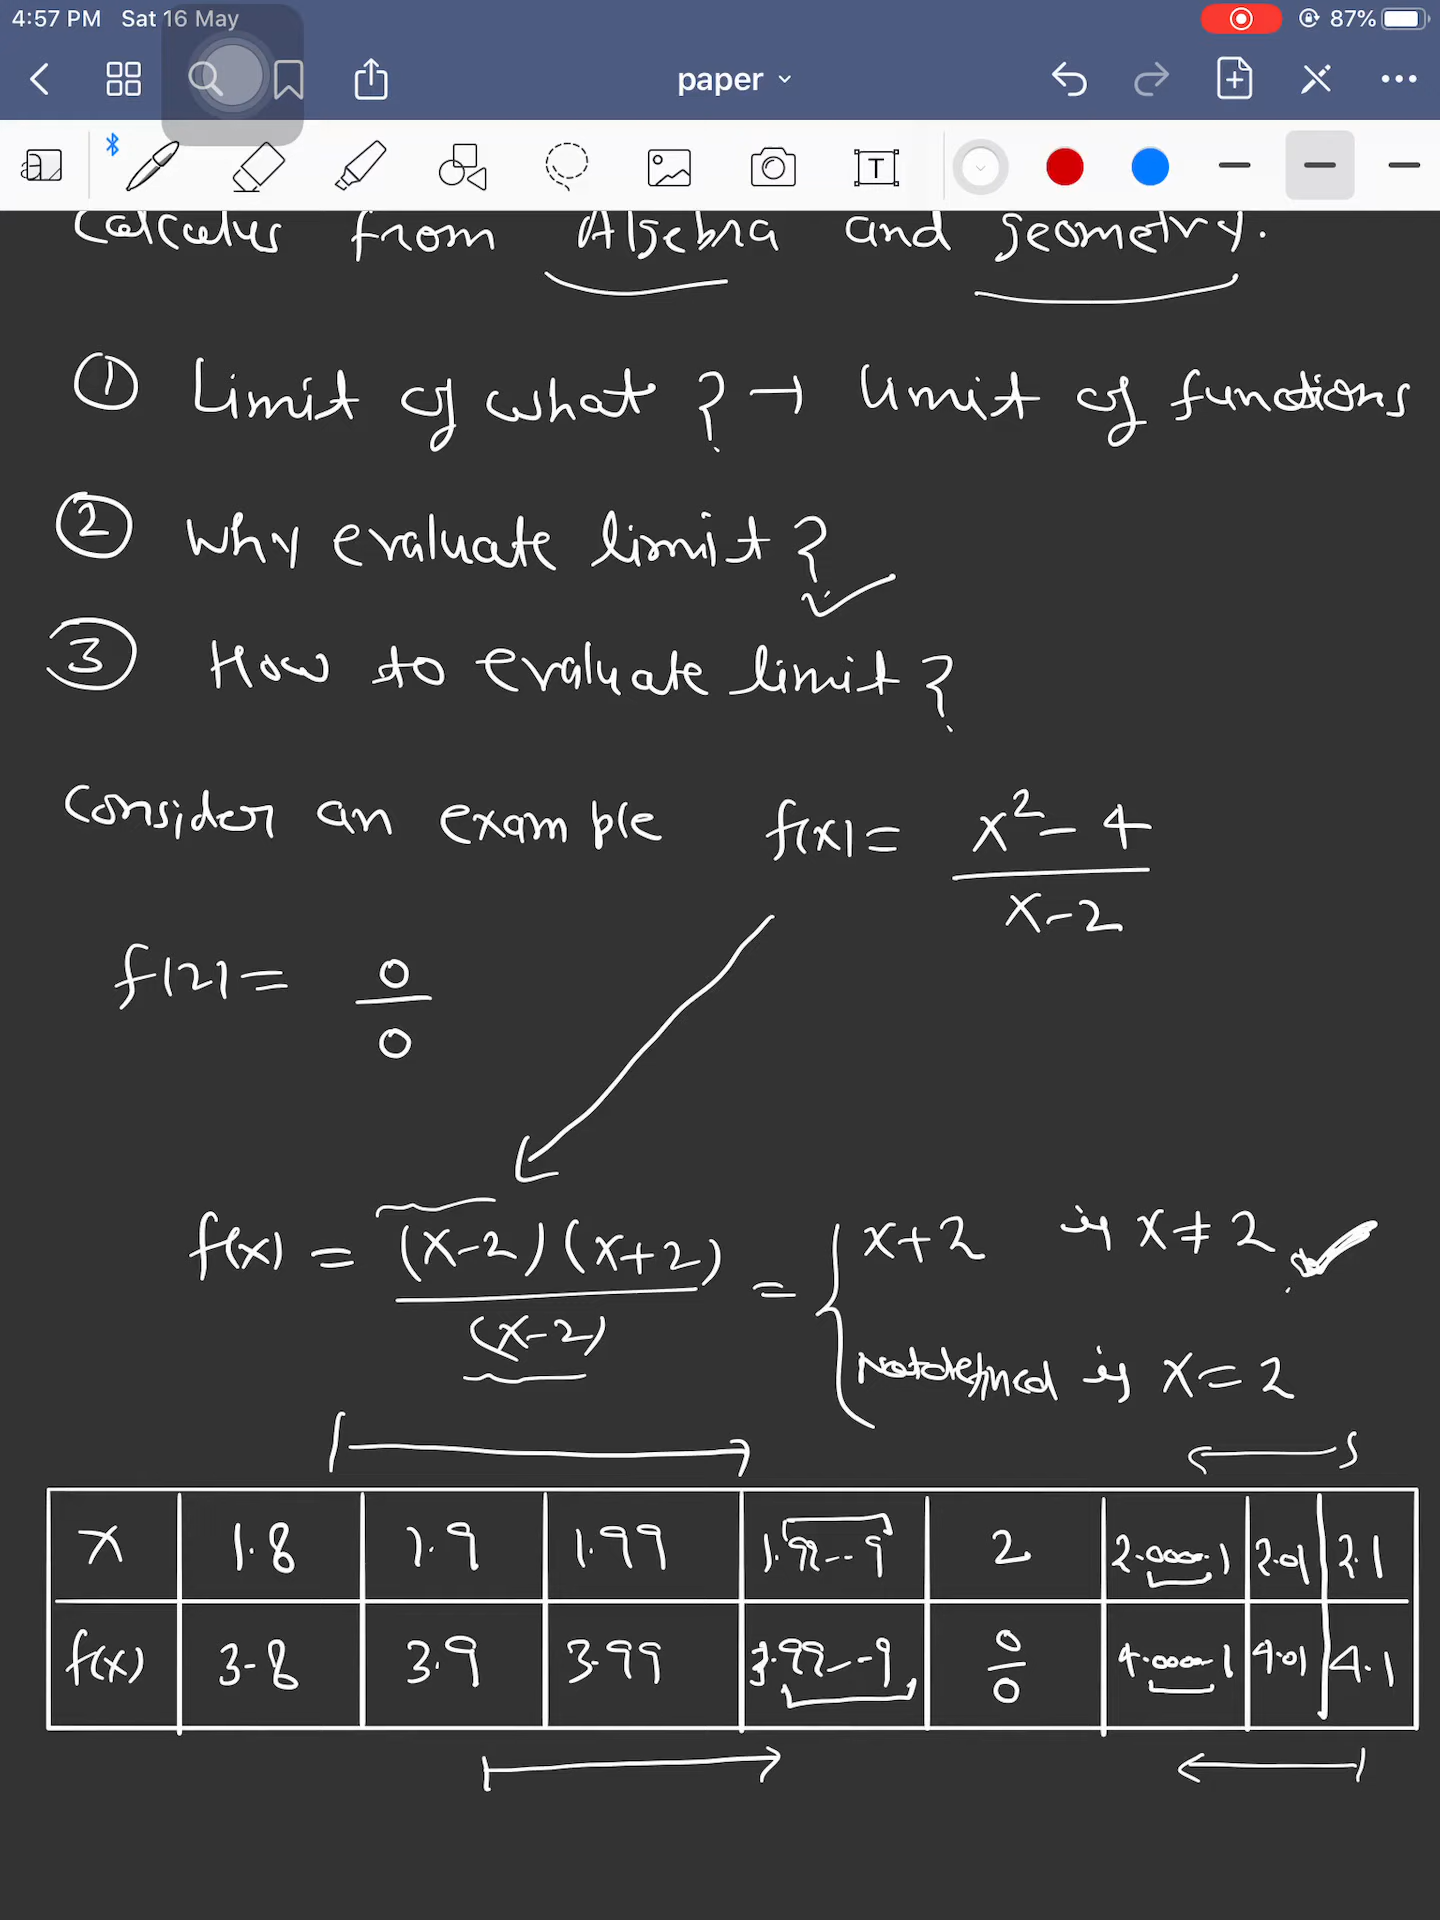 4:57 PM Sat 16 May
87%
paper
T
Calculus from Algebra and geometry.
① Limit of what ? → Limit of functions
② Why evaluate limit ?
③ How to evaluate limit ?
Consider an example f(x) = x² - 4 / x - 2
f(2) = 0/0
f(x) = (x-2)(x+2) / (x-2) = { x+2 if x ≠ 2
Not defined if x = 2
x 1.8 1.9 1.99 1.99--9 2 2.0000.1 2.01 2.1
f(x) 3.8 3.9 3.99 3.99--9 0/0 4.0000-1 4.01 4.1